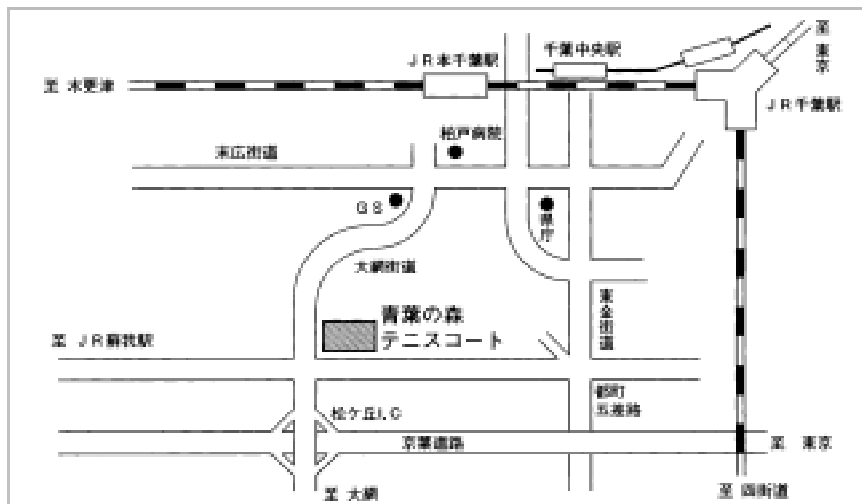 至
東
京
千葉中央駅
JR本千葉駅
至 木更津
JR千葉駅
柏戸病院
末広街道
GS
県
庁
大網街道
東
金
街
道
青葉の森
テニスコート
至 JR蘇我駅
都町
五差路
松ケ丘I.C
京葉道路
至 東京
至 大網
至 四街道